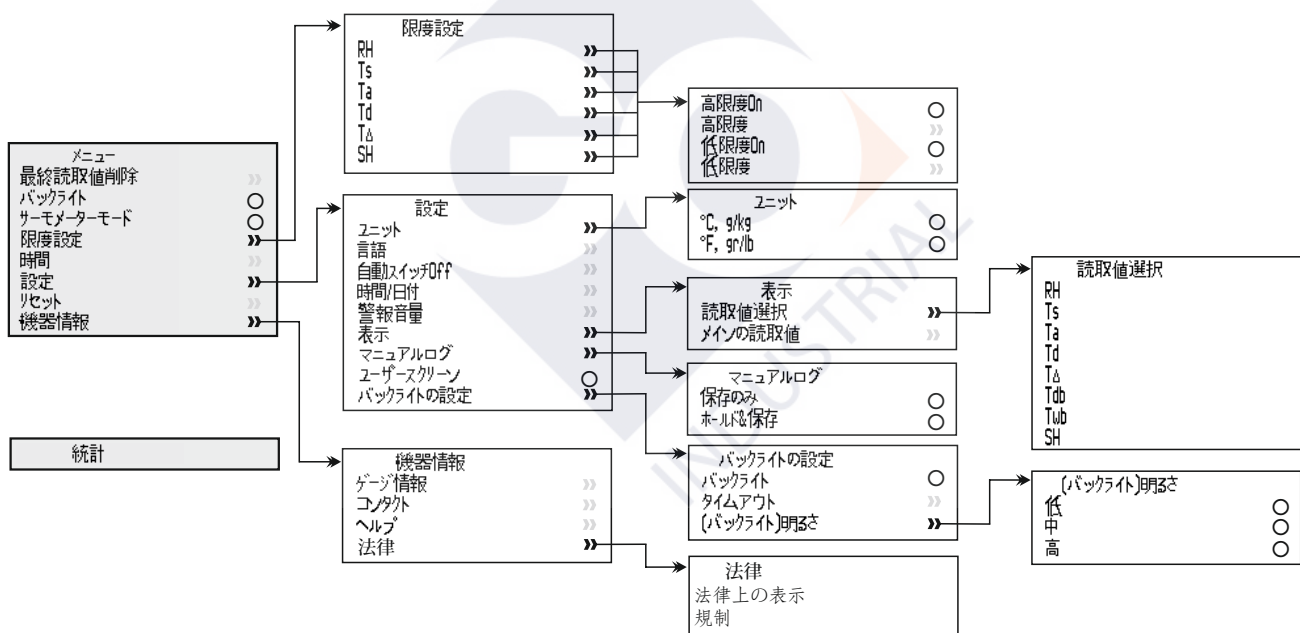 メニュー
最終読取値削除
バックライト
サーモメーターモード
限度設定
時間
設定
リセット
機器情報
統計
限度設定
RH
Ts
Ta
Td
T∆
SH
設定
ユニット
言語
自動スイッチOff
時間/日付
警報音量
表示
マニュアルログ
ユーザースクリーン
バックライトの設定
機器情報
ゲージ情報
コンタクト
ヘルプ
法律
高限度On
高限度
低限度On
低限度
ユニット
°C, g/kg
°F, gr/lb
表示
読取値選択
メインの読取値
マニュアルログ
保存のみ
ホールド&保存
バックライトの設定
バックライト
タイムアウト
(バックライト)明るさ
法律
法律上の表示
規制
読取値選択
RH
Ts
Ta
Td
T∆
Tdb
Twb
SH
(バックライト)明るさ
低
中
高
INDUSTRIAL